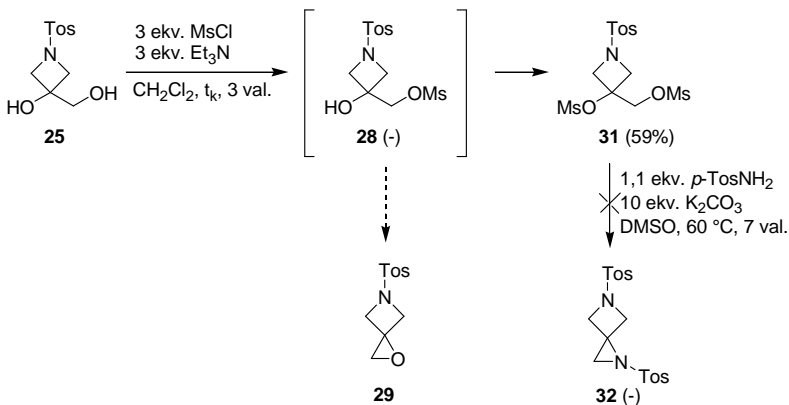 Tos
N
HO
OH
25
3 ekv. MsCl
3 ekv. Et3N
CH2Cl2, tk, 3 val.
Tos
N
HO
OMs
28 (-)
Tos
N
MsO
OMs
31 (59%)
1,1 ekv. p-TosNH2
10 ekv. K2CO3
DMSO, 60 °C, 7 val.
Tos
N
O
29
Tos
N
N
Tos
32 (-)